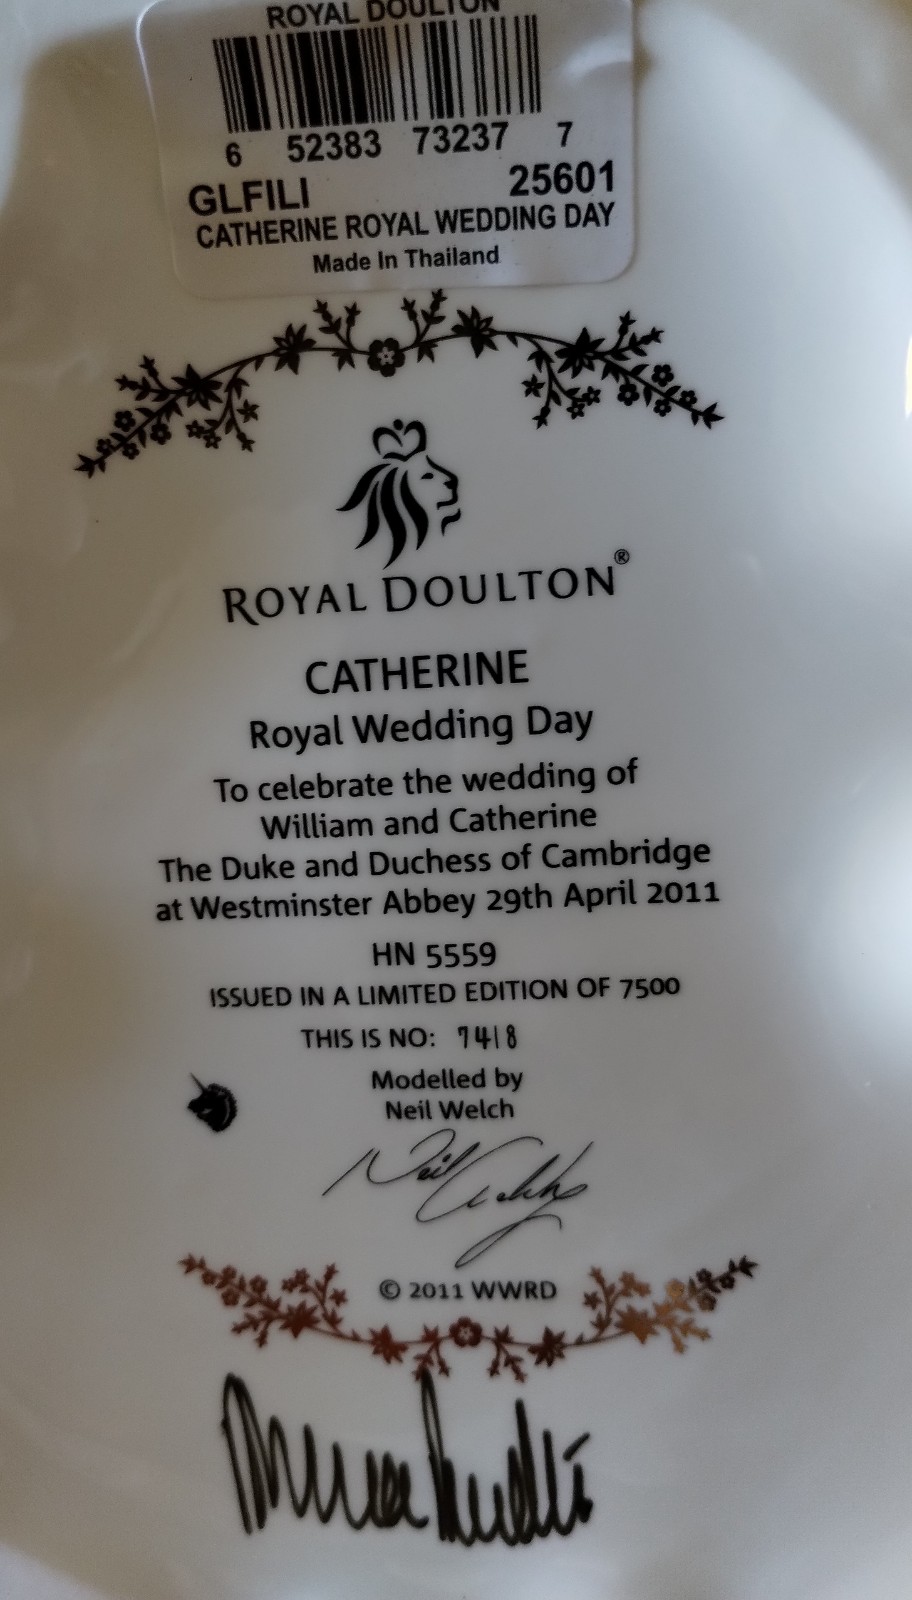 ROYAL DOULTON
6 52383 73237 7
GLFILI 25601
CATHERINE ROYAL WEDDING DAY
Made In Thailand
ROYAL DOULTON®
CATHERINE
Royal Wedding Day
To celebrate the wedding of
William and Catherine
The Duke and Duchess of Cambridge
at Westminster Abbey 29th April 2011
HN 5559
ISSUED IN A LIMITED EDITION OF 7500
THIS IS NO: 7418
Modelled by
Neil Welch
Neil Welch
© 2011 WWRD